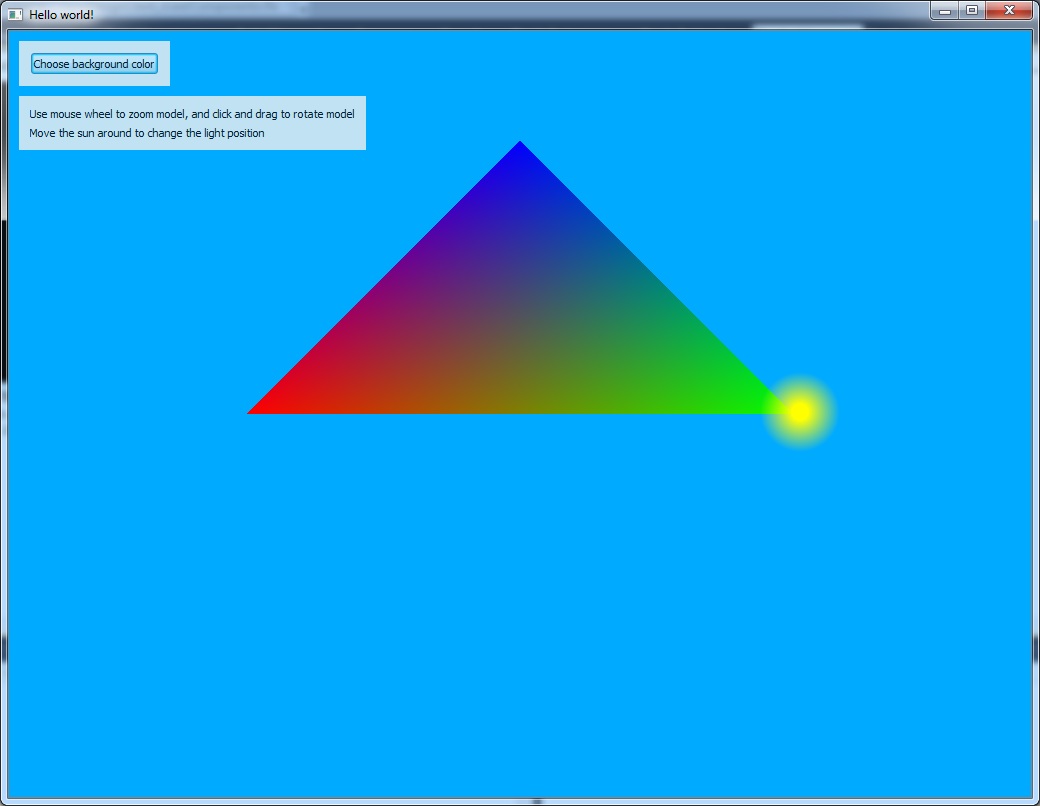 Hello world!
Choose background color
Use mouse wheel to zoom model, and click and drag to rotate model
Move the sun around to change the light position